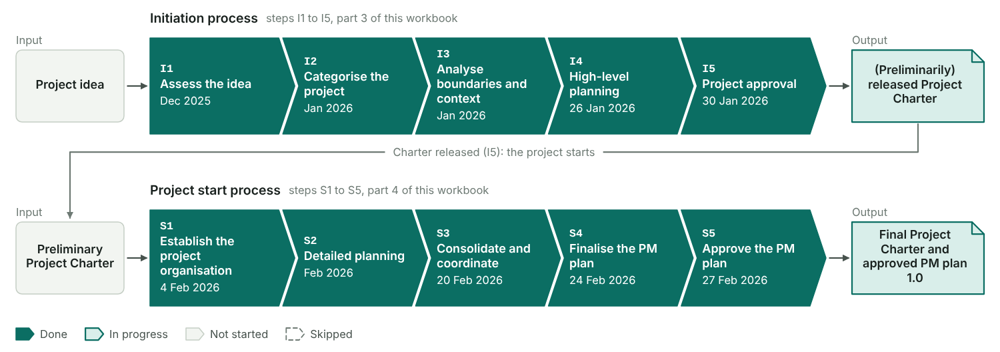 Initiation process steps I1 to I5, part 3 of this workbook
Input
Project idea
I1
Assess the idea
Dec 2025
I2
Categorise the
project
Jan 2026
I3
Analyse
boundaries and
context
Jan 2026
I4
High-level
planning
26 Jan 2026
I5
Project approval
30 Jan 2026
Output
(Preliminarily)
released Project
Charter
Charter released (I5): the project starts
Project start process steps S1 to S5, part 4 of this workbook
Input
Preliminary
Project Charter
S1
Establish the
project
organisation
4 Feb 2026
S2
Detailed planning
Feb 2026
S3
Consolidate and
coordinate
20 Feb 2026
S4
Finalise the PM
plan
24 Feb 2026
S5
Approve the PM
plan
27 Feb 2026
Output
Final Project
Charter and
approved PM plan
1.0
Done In progress Not started Skipped